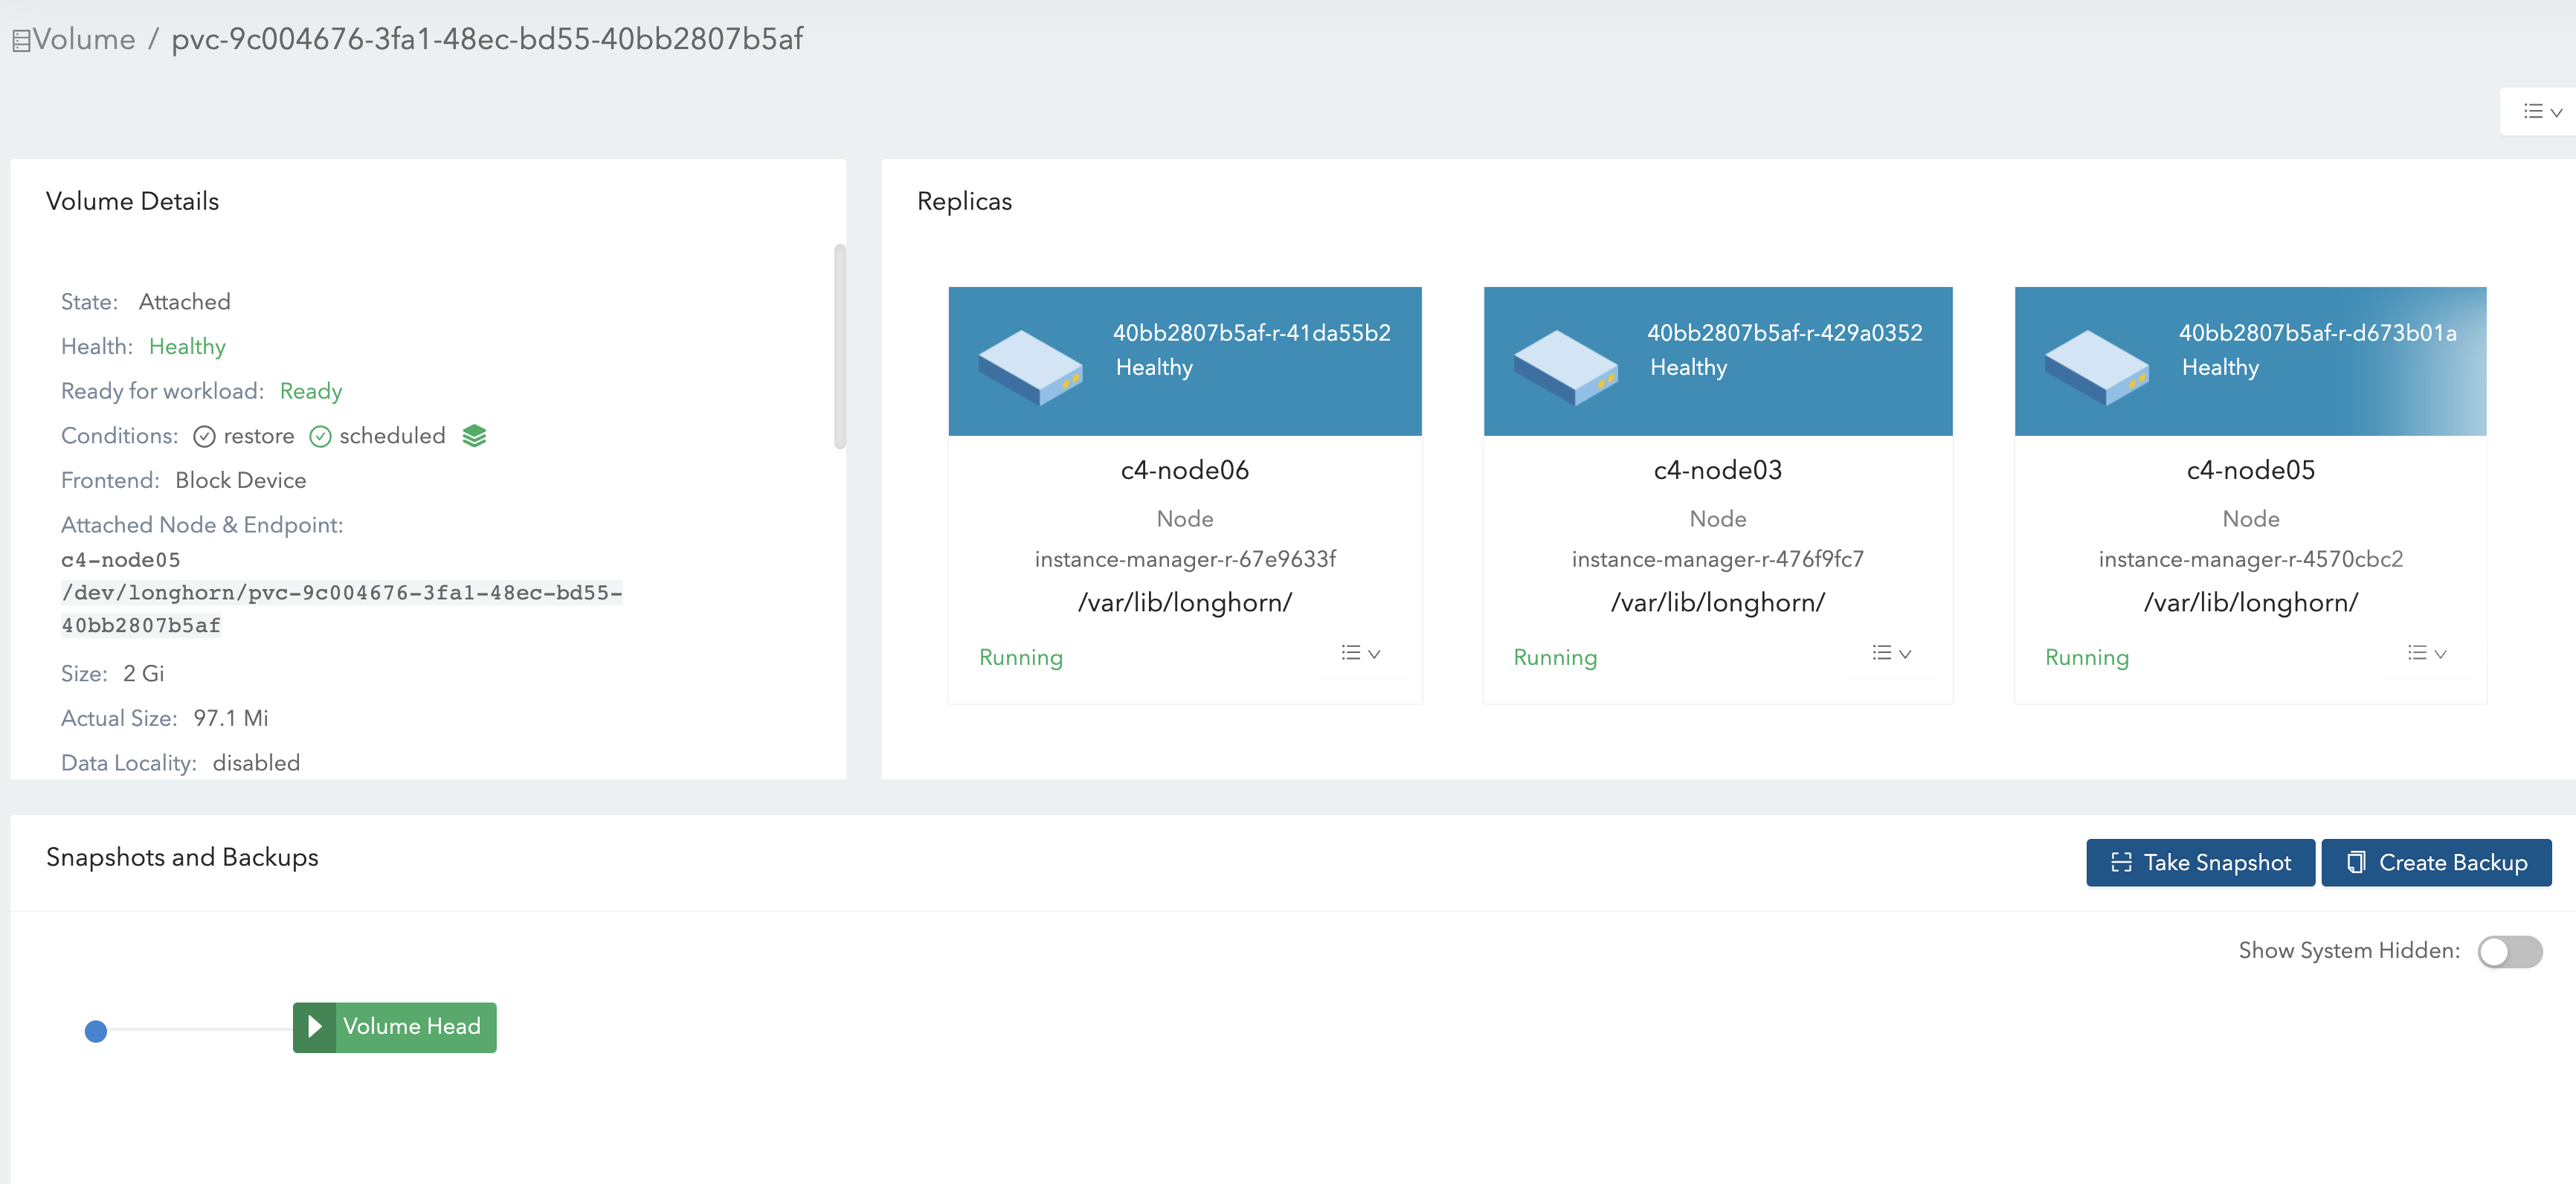 Volume / pvc-9c004676-3fa1-48ec-bd55-40bb2807b5af
Volume Details
State: Attached
Health: Healthy
Ready for workload: Ready
Conditions: restore scheduled
Frontend: Block Device
Attached Node & Endpoint:
c4-node05
/dev/longhorn/pvc-9c004676-3fa1-48ec-bd55-
40bb2807b5af
Size: 2 Gi
Actual Size: 97.1 Mi
Data Locality: disabled
Replicas
40bb2807b5af-r-41da55b2
Healthy
c4-node06
Node
instance-manager-r-67e9633f
/var/lib/longhorn/
Running
40bb2807b5af-r-429a0352
Healthy
c4-node03
Node
instance-manager-r-476f9fc7
/var/lib/longhorn/
Running
40bb2807b5af-r-d673b01a
Healthy
c4-node05
Node
instance-manager-r-4570cbc2
/var/lib/longhorn/
Running
Snapshots and Backups
Take Snapshot
Create Backup
Show System Hidden:
Volume Head